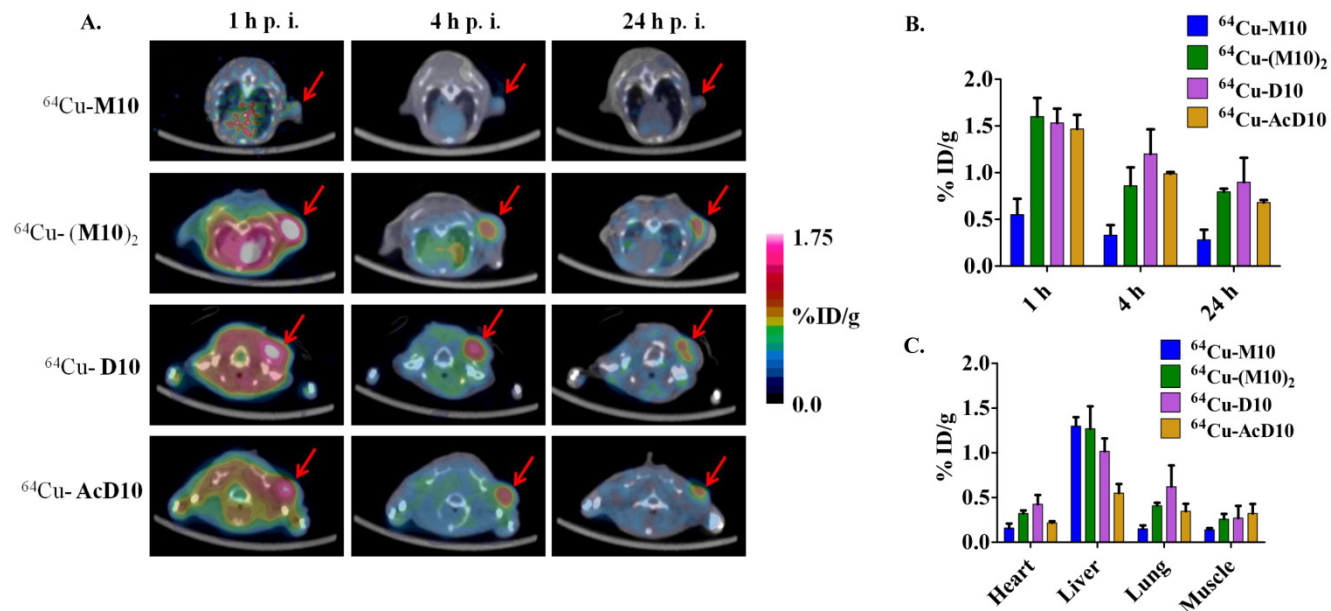 A. 1 h p. i. 4 h p. i. 24 h p. i.
⁶⁴Cu-M10
⁶⁴Cu- (M10)₂
⁶⁴Cu- D10
⁶⁴Cu- AcD10
1.75
%ID/g
0.0
B.
⁶⁴Cu-M10
⁶⁴Cu-(M10)₂
⁶⁴Cu-D10
⁶⁴Cu-AcD10
% ID/g
2.0
1.5
1.0
0.5
0.0
1 h 4 h 24 h
C.
⁶⁴Cu-M10
⁶⁴Cu-(M10)₂
⁶⁴Cu-D10
⁶⁴Cu-AcD10
% ID/g
2.0
1.5
1.0
0.5
0.0
Heart Liver Lung Muscle